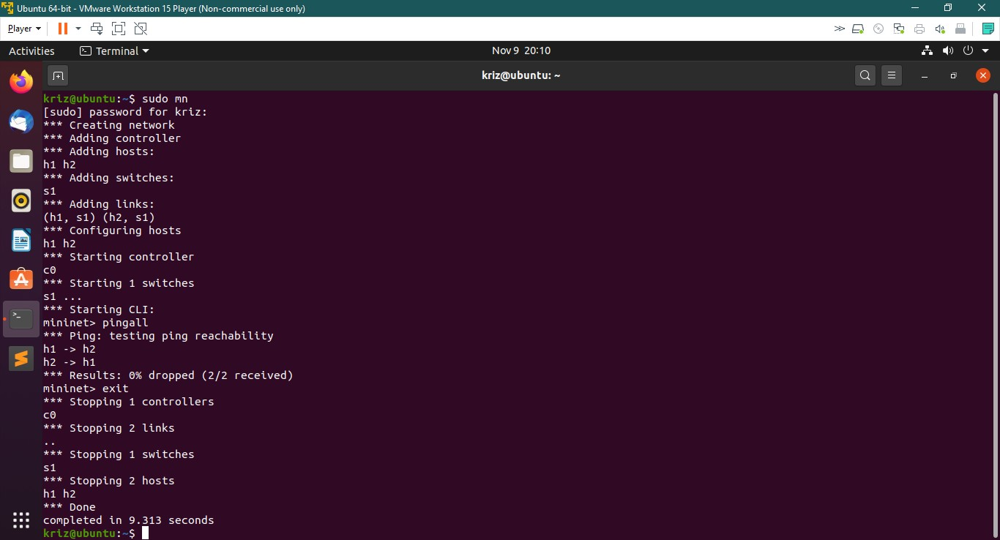 Ubuntu 64-bit - VMware Workstation 15 Player (Non-commercial use only)
Player
Activities
Terminal
Nov 9 20:10
kriz@ubuntu: ~
kriz@ubuntu:~$ sudo mn
[sudo] password for kriz:
*** Creating network
*** Adding controller
*** Adding hosts:
h1 h2
*** Adding switches:
s1
*** Adding links:
(h1, s1) (h2, s1)
*** Configuring hosts
h1 h2
*** Starting controller
c0
*** Starting 1 switches
s1 ...
*** Starting CLI:
mininet> pingall
*** Ping: testing ping reachability
h1 -> h2
h2 -> h1
*** Results: 0% dropped (2/2 received)
mininet> exit
*** Stopping 1 controllers
c0
*** Stopping 2 links
..
*** Stopping 1 switches
s1
*** Stopping 2 hosts
h1 h2
*** Done
completed in 9.313 seconds
kriz@ubuntu:~$